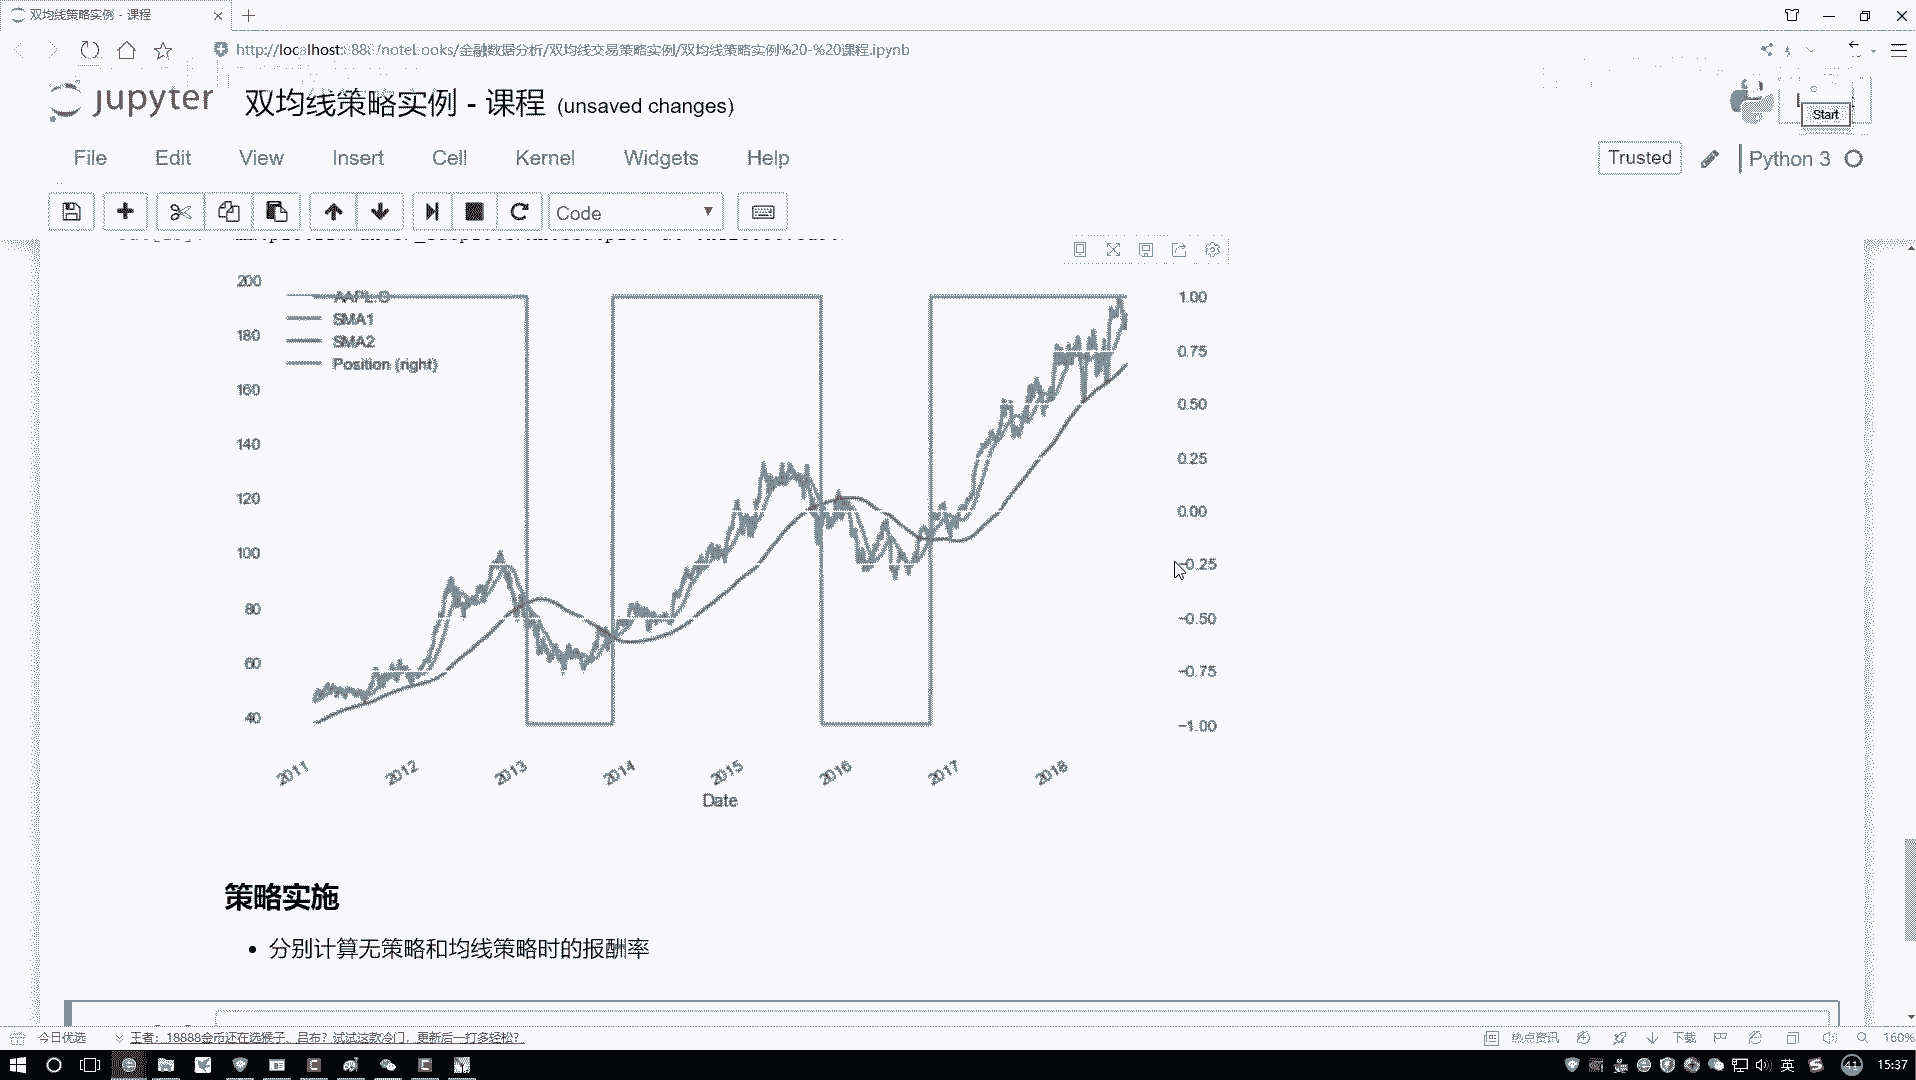 双均线策略实例 - 课程
http://localhost:888/notebooks/金融数据分析/双均线交易策略实例/双均线策略实例%20-%20课程.ipynb
jupyter 双均线策略实例 - 课程 (unsaved changes)
Start
File Edit View Insert Cell Kernel Widgets Help
Trusted Python 3
Code
200
180
160
140
120
100
80
60
40
AAPL.O
SMA1
SMA2
Position (right)
1.00
0.75
0.50
0.25
0.00
−0.25
−0.50
−0.75
−1.00
2011 2012 2013 2014 2015 2016 2017 2018
Date
策略实施
• 分别计算无策略和均线策略时的报酬率
今日优选 王者:18888金币还在选猴子、吕布?试试这款冷门,更新后一打多轻松?
热点资讯 下载 160%
英 41 15:37